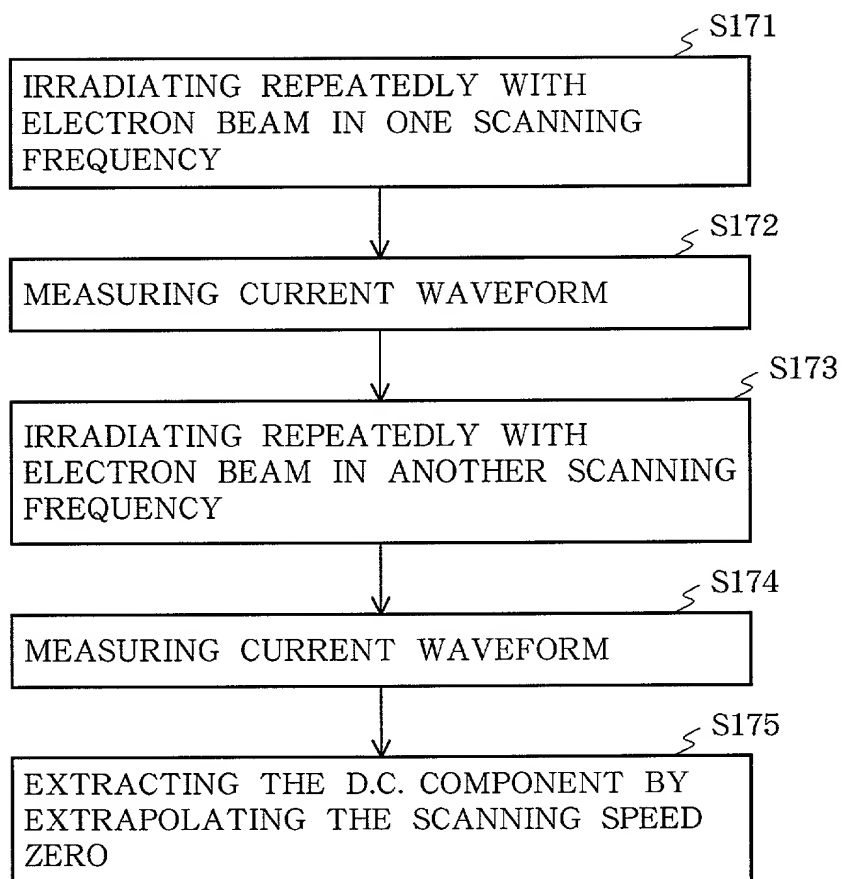 S171
IRRADIATING REPEATEDLY WITH
ELECTRON BEAM IN ONE SCANNING
FREQUENCY
S172
MEASURING CURRENT WAVEFORM
S173
IRRADIATING REPEATEDLY WITH
ELECTRON BEAM IN ANOTHER SCANNING
FREQUENCY
S174
MEASURING CURRENT WAVEFORM
S175
EXTRACTING THE D.C. COMPONENT BY
EXTRAPOLATING THE SCANNING SPEED
ZERO